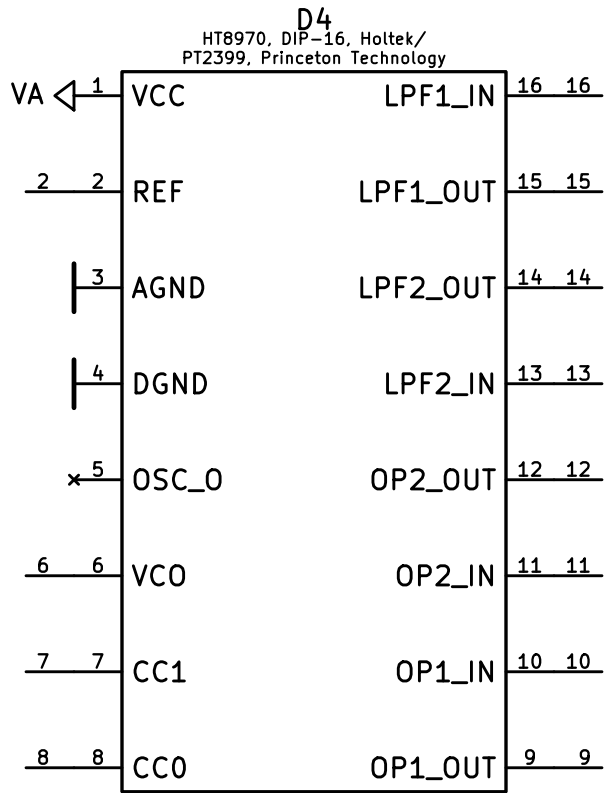 D4
HT8970, DIP-16, Holtek/
PT2399, Princeton Technology
VA 1 VCC LPF1_IN 16 16
2 2 REF LPF1_OUT 15 15
3 AGND LPF2_OUT 14 14
4 DGND LPF2_IN 13 13
5 OSC_O OP2_OUT 12 12
6 6 VCO OP2_IN 11 11
7 7 CC1 OP1_IN 10 10
8 8 CC0 OP1_OUT 9 9